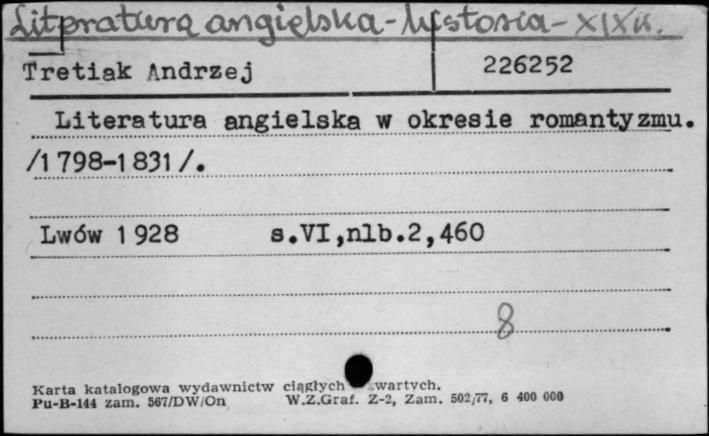 Literatura angielska - historia - XIX w.
Tretiak Andrzej 226252
Literatura angielska w okresie romantyzmu.
/1798-1831/.
Lwów 1928 s.VI,nlb.2,460
8
Karta katalogowa wydawnictw ciągłych zwartych.
Pu-B-144 zam. 567/DW/On W.Z.Graf. Z-2, Zam. 502/77, 6 400 000